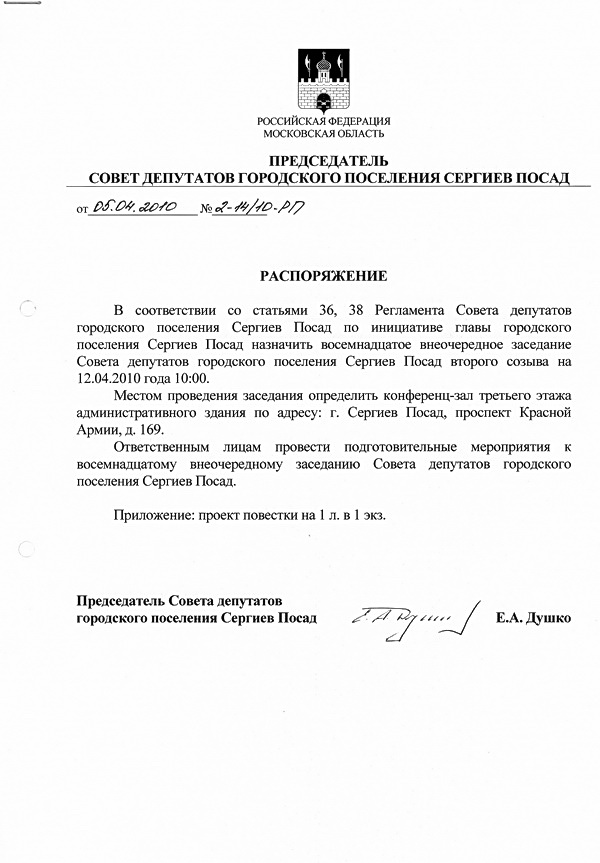 РОССИЙСКАЯ ФЕДЕРАЦИЯ
МОСКОВСКАЯ ОБЛАСТЬ
ПРЕДСЕДАТЕЛЬ
СОВЕТ ДЕПУТАТОВ ГОРОДСКОГО ПОСЕЛЕНИЯ СЕРГИЕВ ПОСАД
от 05.04.2010 № 2-14/10-РП
РАСПОРЯЖЕНИЕ
В соответствии со статьями 36, 38 Регламента Совета депутатов
городского поселения Сергиев Посад по инициативе главы городского
поселения Сергиев Посад назначить восемнадцатое внеочередное заседание
Совета депутатов городского поселения Сергиев Посад второго созыва на
12.04.2010 года 10:00.
Местом проведения заседания определить конференц-зал третьего этажа
административного здания по адресу: г. Сергиев Посад, проспект Красной
Армии, д. 169.
Ответственным лицам провести подготовительные мероприятия к
восемнадцатому внеочередному заседанию Совета депутатов городского
поселения Сергиев Посад.
Приложение: проект повестки на 1 л. в 1 экз.
Председатель Совета депутатов
городского поселения Сергиев Посад Е.А. Душко Е.А. Душко